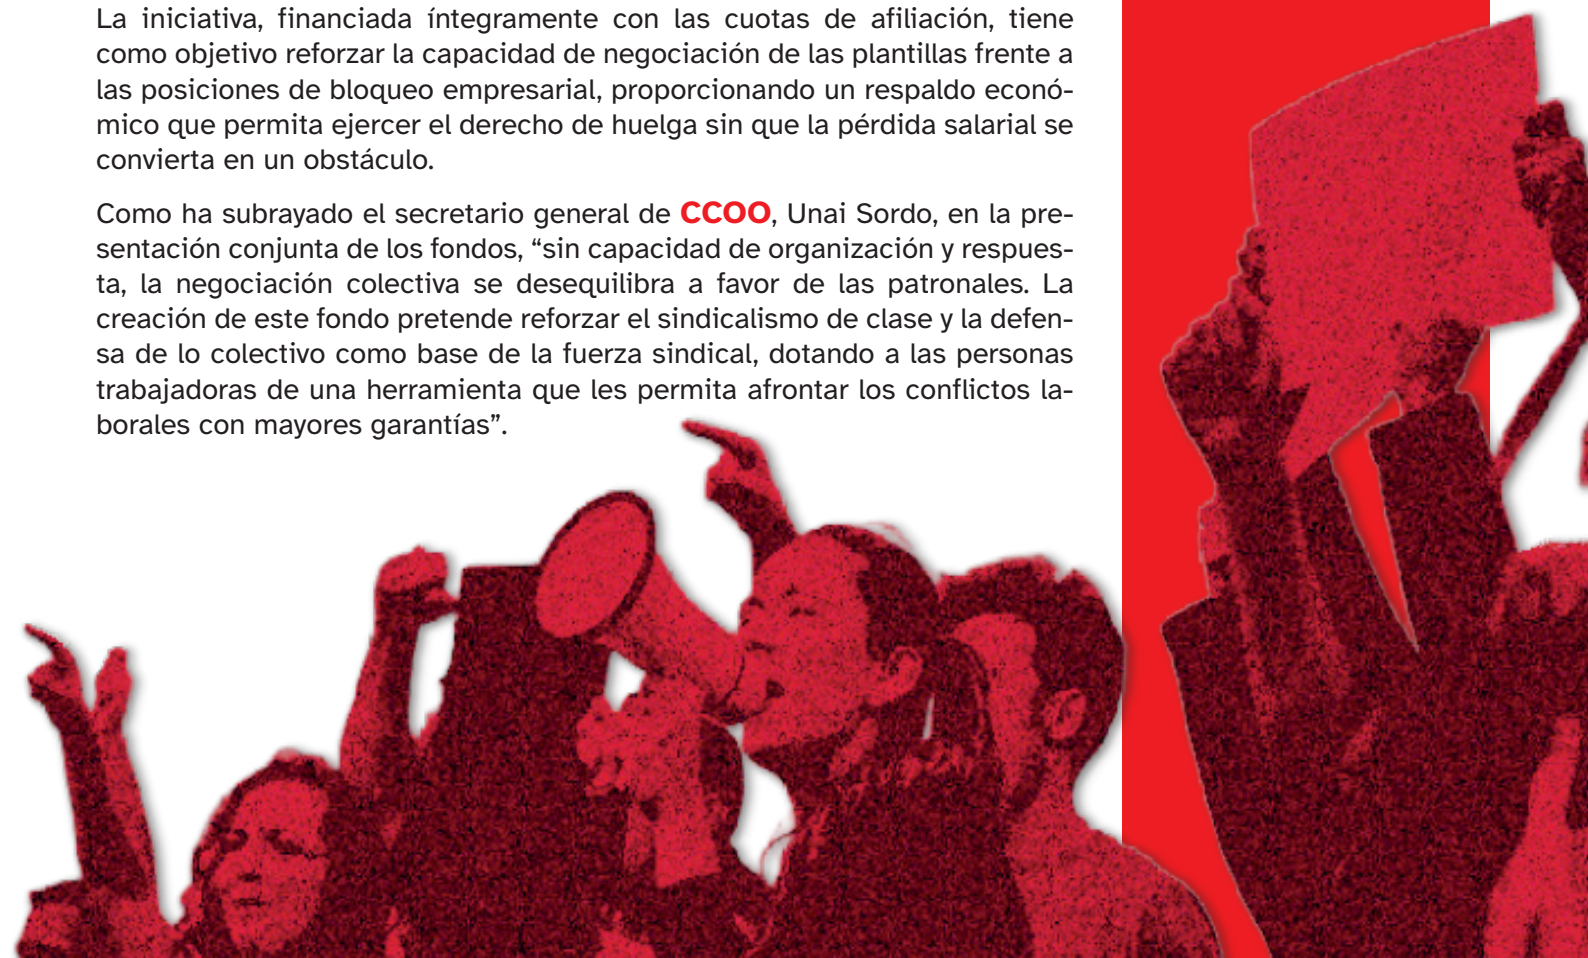 La iniciativa, financiada íntegramente con las cuotas de afiliación, tiene
como objetivo reforzar la capacidad de negociación de las plantillas frente a
las posiciones de bloqueo empresarial, proporcionando un respaldo econó-
mico que permita ejercer el derecho de huelga sin que la pérdida salarial se
convierta en un obstáculo.
Como ha subrayado el secretario general de CCOO, Unai Sordo, en la pre-
sentación conjunta de los fondos, “sin capacidad de organización y respues-
ta, la negociación colectiva se desequilibra a favor de las patronales. La
creación de este fondo pretende reforzar el sindicalismo de clase y la defen-
sa de lo colectivo como base de la fuerza sindical, dotando a las personas
trabajadoras de una herramienta que les permita afrontar los conflictos la-
borales con mayores garantías”.